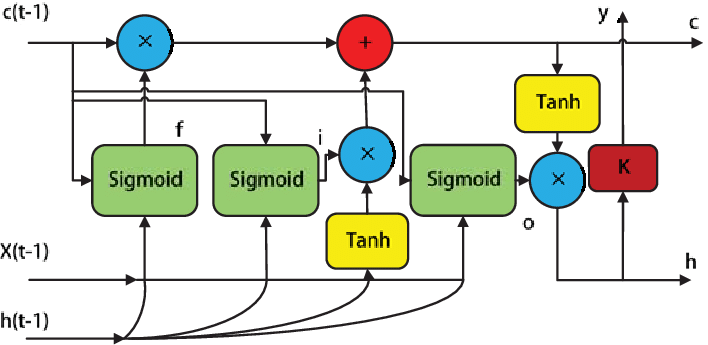 c(t-1)
y
c
×
+
Tanh
f
i
Sigmoid
Sigmoid
×
Sigmoid
×
K
o
Tanh
X(t-1)
h
h(t-1)